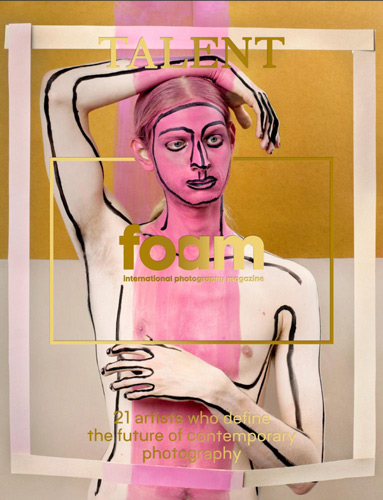 TALENT
foam
international photography magazine
21 artists who define
the future of contemporary
photography